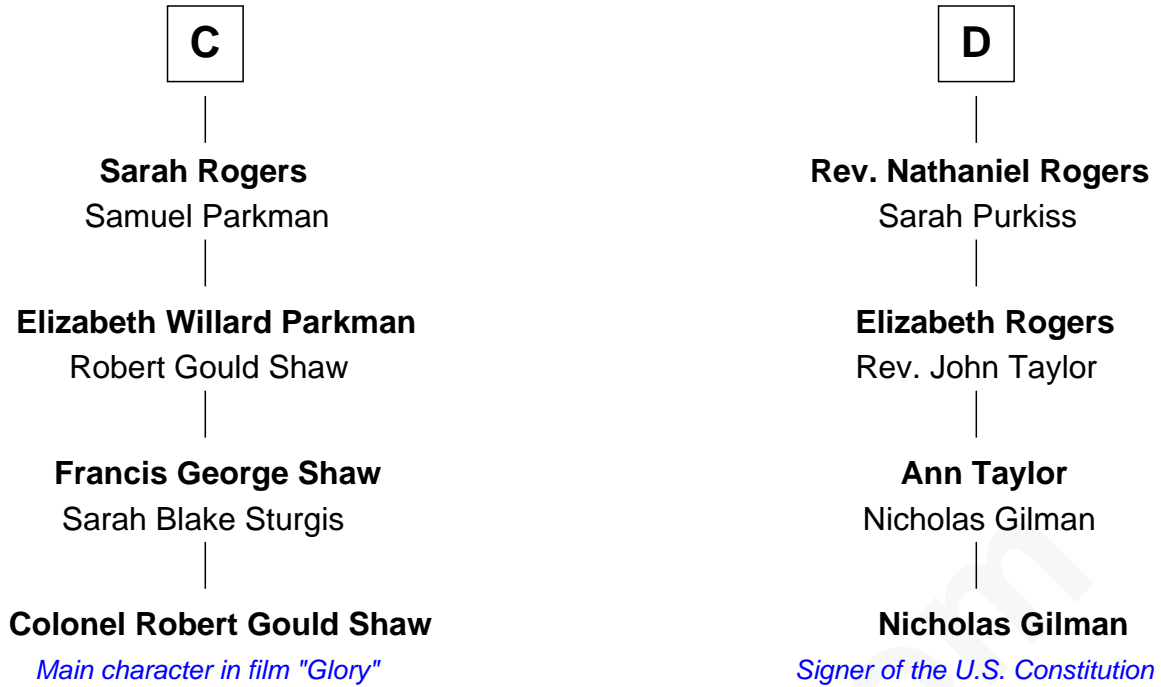 C
D
Sarah Rogers
Samuel Parkman
Rev. Nathaniel Rogers
Sarah Purkiss
Elizabeth Willard Parkman
Robert Gould Shaw
Elizabeth Rogers
Rev. John Taylor
Francis George Shaw
Sarah Blake Sturgis
Ann Taylor
Nicholas Gilman
Colonel Robert Gould Shaw
Main character in film "Glory"
Nicholas Gilman
Signer of the U.S. Constitution